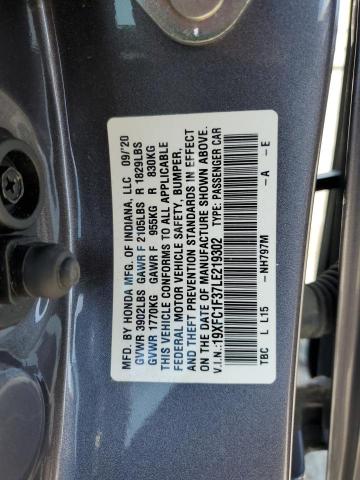 MFD. BY HONDA MFG. OF INDIANA, LLC 09/'20
GVWR 3902LBS GAWR F 2105LBS R 1829LBS
GVWR 1770KG GAWR F 955KG R 830KG
THIS VEHICLE CONFORMS TO ALL APPLICABLE
FEDERAL MOTOR VEHICLE SAFETY, BUMPER,
AND THEFT PREVENTION STANDARDS IN EFFECT
ON THE DATE OF MANUFACTURE SHOWN ABOVE.
V.I.N.:19XFC1F37LE219302 TYPE: PASSENGER CAR
TBC L L15 -NH797M -A -E